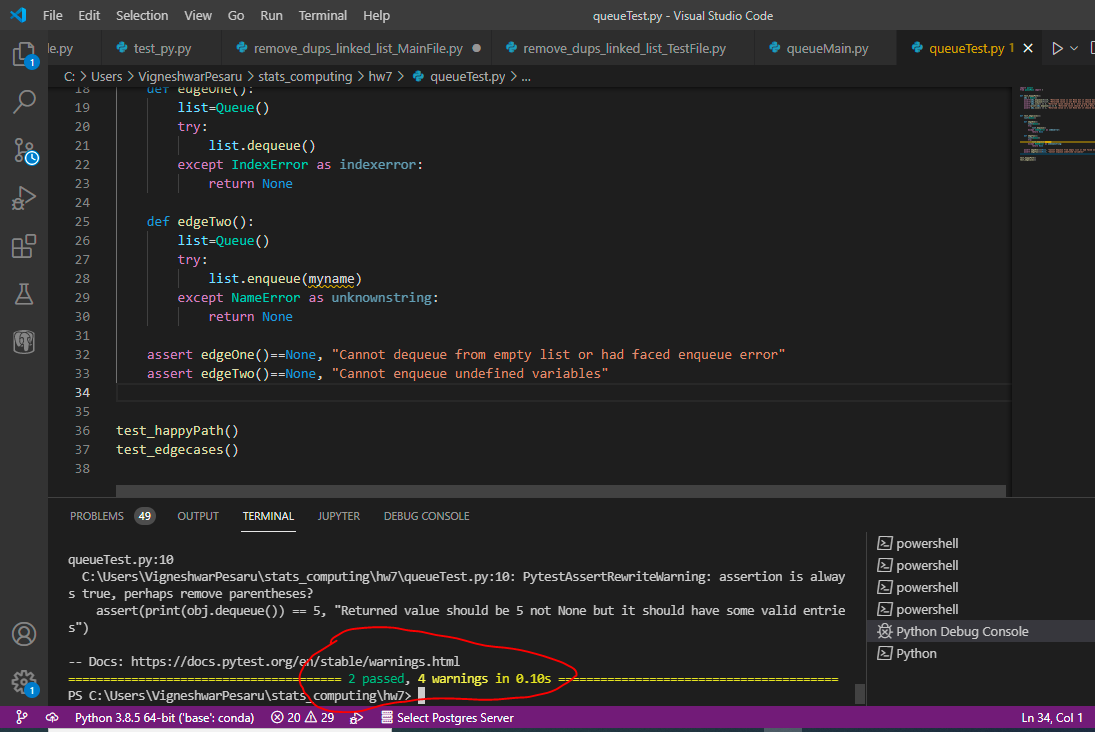 File Edit Selection View Go Run Terminal Help queueTest.py - Visual Studio Code
le.py test_py.py remove_dups_linked_list_MainFile.py remove_dups_linked_list_TestFile.py queueMain.py queueTest.py 1
C: > Users > VigneshwarPesaru > stats_computing > hw7 > queueTest.py > ...
18 def edgeOne():
19 list=Queue()
20 try:
21 list.dequeue()
22 except IndexError as indexerror:
23 return None
24
25 def edgeTwo():
26 list=Queue()
27 try:
28 list.enqueue(myname)
29 except NameError as unknownstring:
30 return None
31
32 assert edgeOne()==None, "Cannot dequeue from empty list or had faced enqueue error"
33 assert edgeTwo()==None, "Cannot enqueue undefined variables"
34
35
36 test_happyPath()
37 test_edgecases()
38
1
1
PROBLEMS 49 OUTPUT TERMINAL JUPYTER DEBUG CONSOLE
queueTest.py:10
C:\Users\VigneshwarPesaru\stats_computing\hw7\queueTest.py:10: PytestAssertRewriteWarning: assertion is alway
s true, perhaps remove parentheses?
assert(print(obj.dequeue()) == 5, "Returned value should be 5 not None but it should have some valid entrie
s")
-- Docs: https://docs.pytest.org/en/stable/warnings.html
======================================= 2 passed, 4 warnings in 0.10s ========================================
PS C:\Users\VigneshwarPesaru\stats_computing\hw7>
powershell
powershell
powershell
powershell
Python Debug Console
Python
Python 3.8.5 64-bit ('base': conda) 20 29 Select Postgres Server Ln 34, Col 1